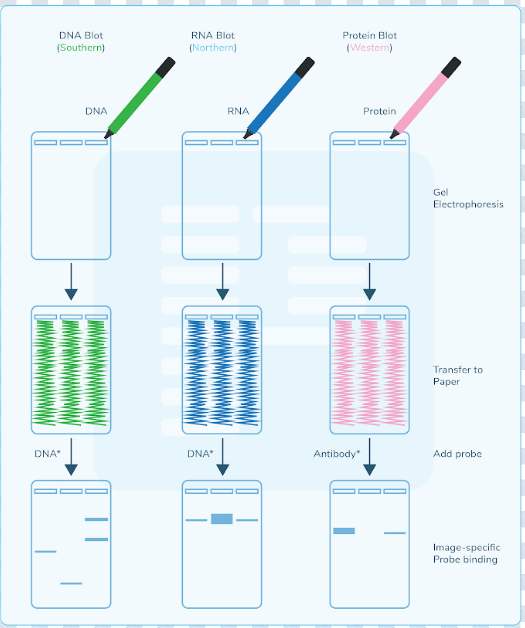 DNA Blot
(Southern)
RNA Blot
(Northern)
Protein Blot
(Western)
DNA
RNA
Protein
Gel
Electrophoresis
Transfer to
Paper
DNA*
DNA*
Antibody*
Add probe
Image-specific
Probe binding